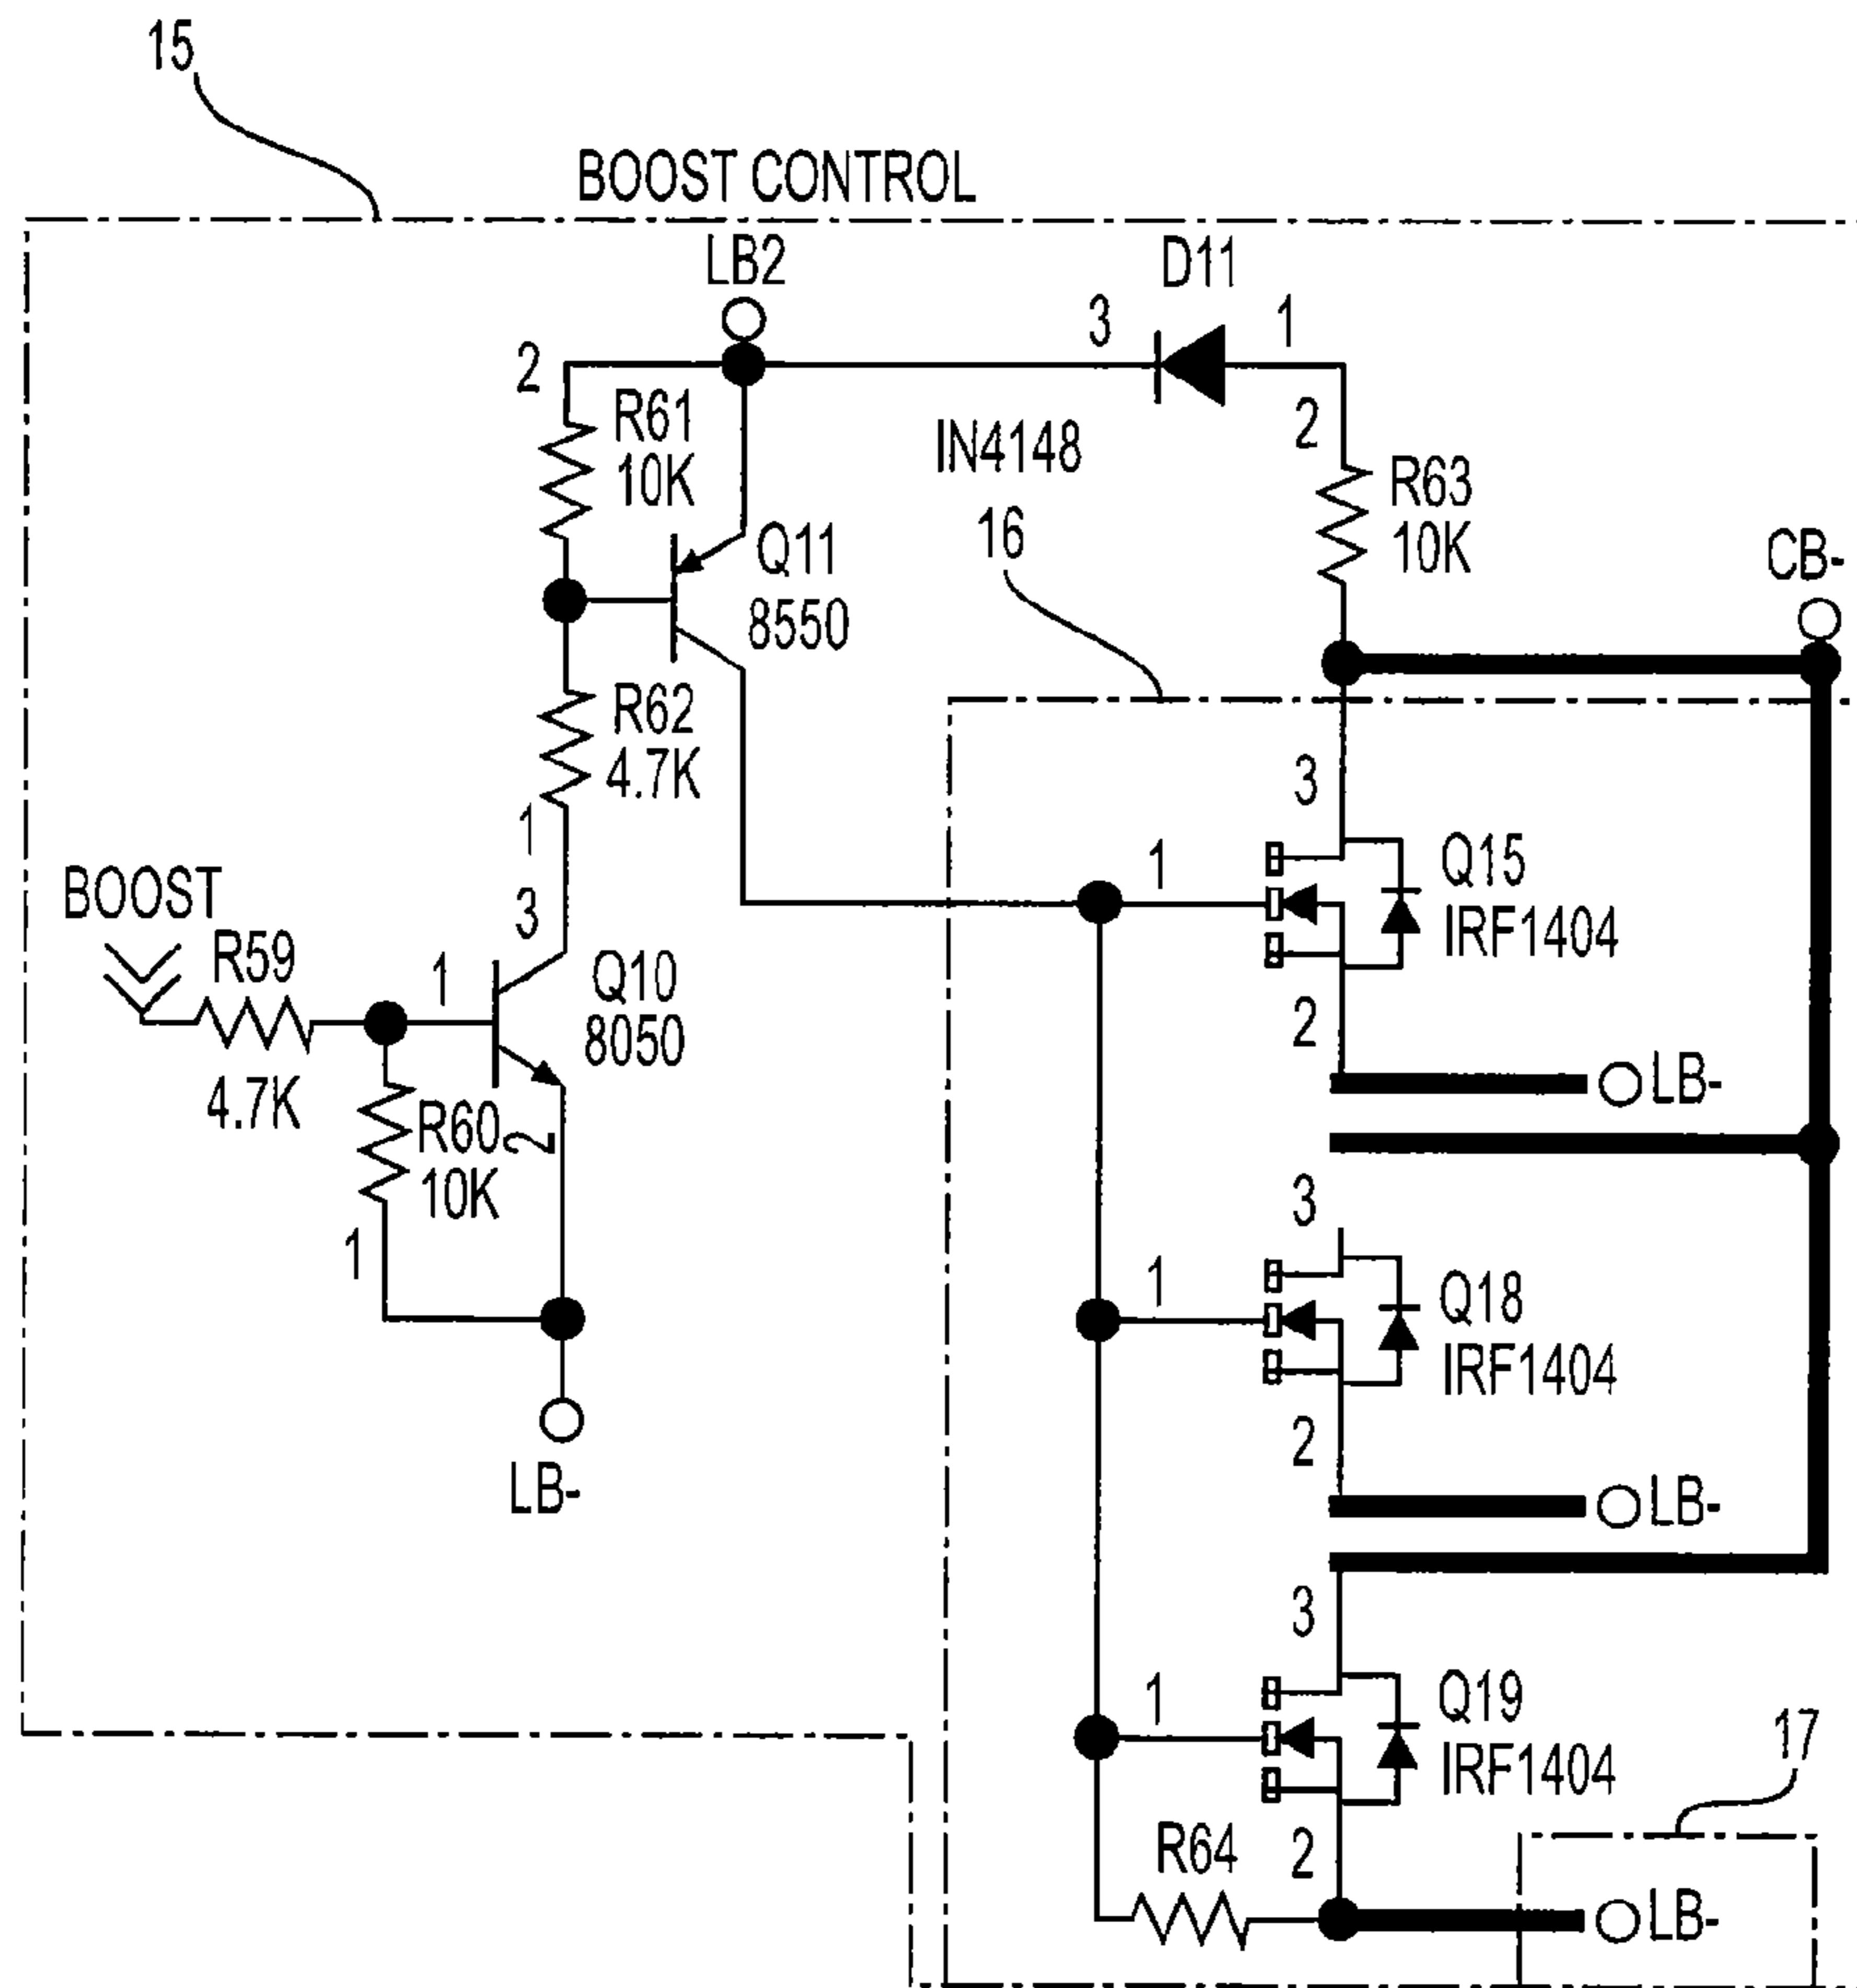 15
BOOST CONTROL
LB2
D11
3
1
2
R61
10K
IN4148
2
R63
10K
16
Q11
8550
CB-
R62
4.7K
1
3
3
1
Q15
IRF1404
BOOST
R59
4.7K
1
Q10
8050
2
LB-
R60
10K
2
1
3
1
Q18
IRF1404
2
LB-
LB-
3
1
Q19
IRF1404
17
R64
2
LB-